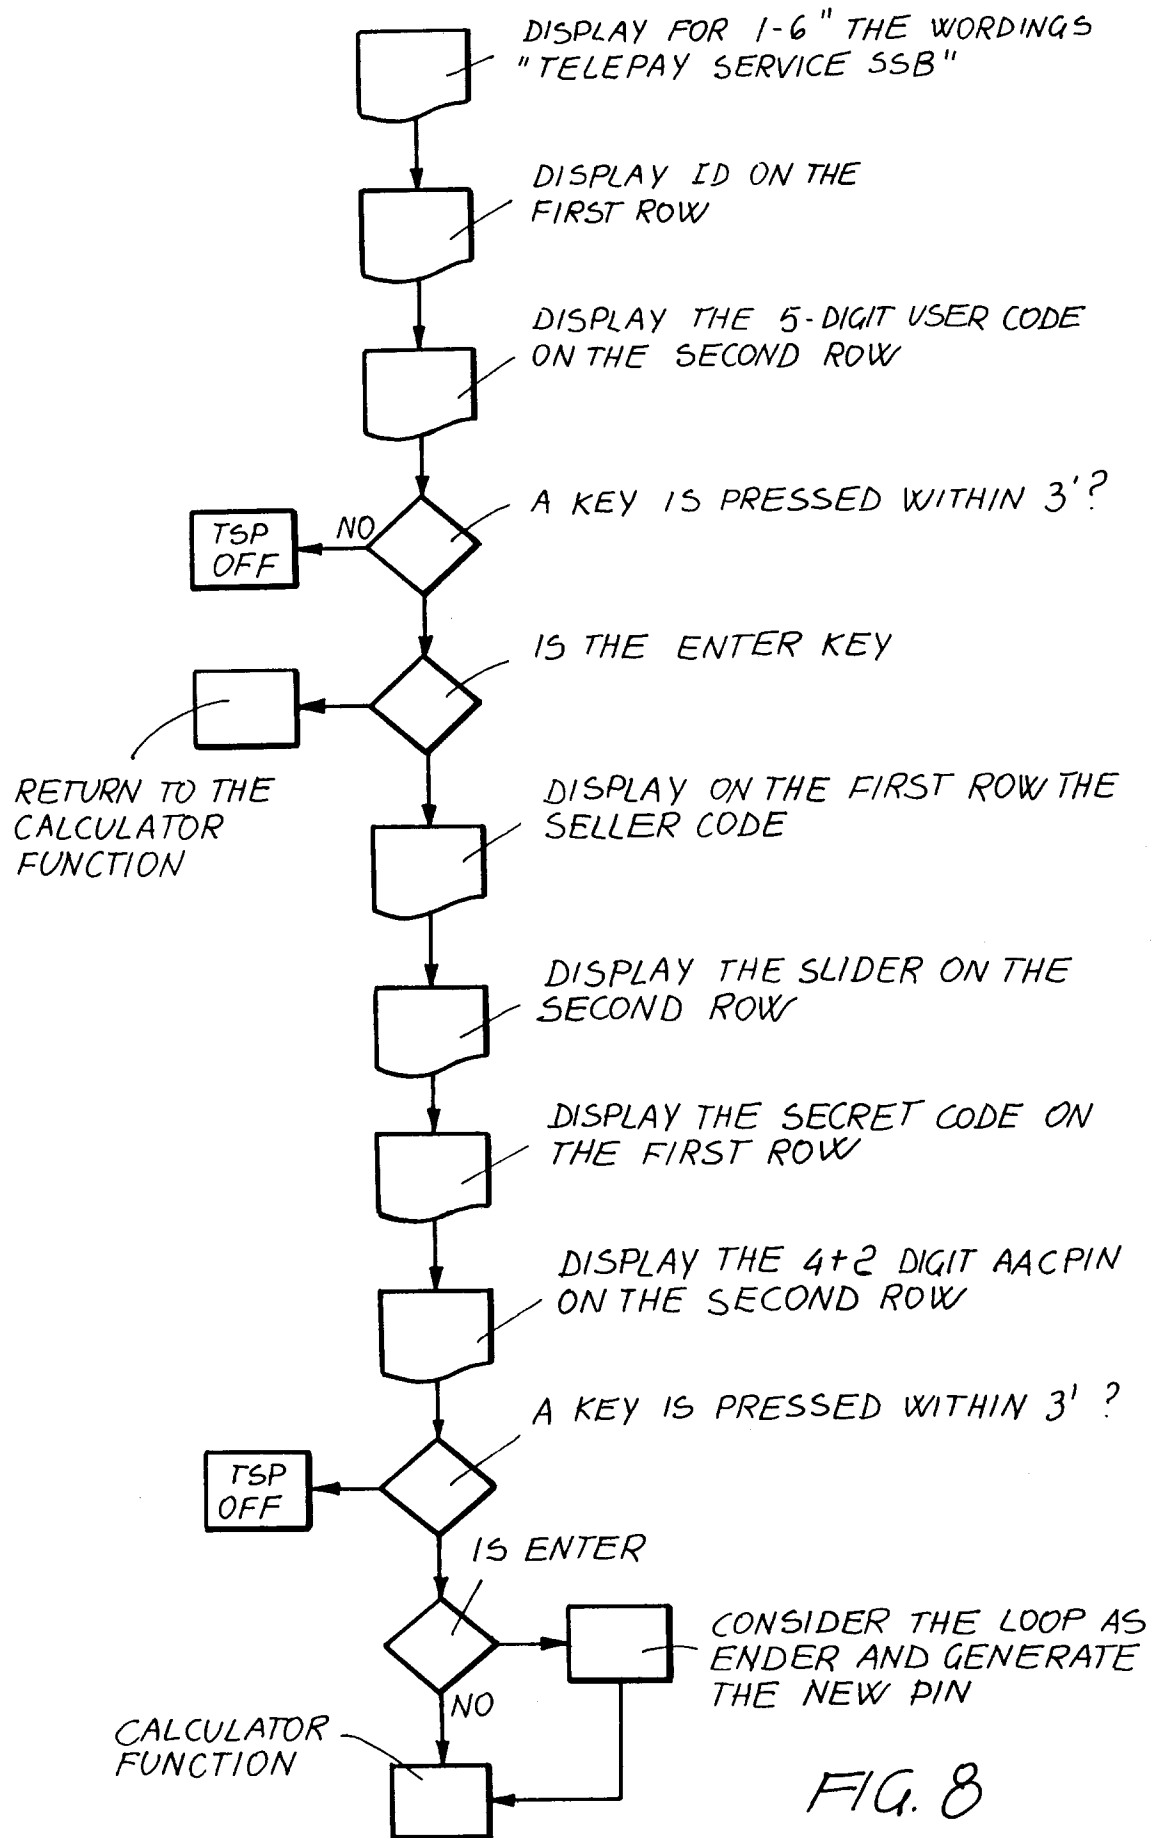 DISPLAY FOR 1-6" THE WORDINGS
"TELEPAY SERVICE SSB"
DISPLAY ID ON THE
FIRST ROW
DISPLAY THE 5-DIGIT USER CODE
ON THE SECOND ROW
A KEY IS PRESSED WITHIN 3'?
NO
TSP
OFF
IS THE ENTER KEY
RETURN TO THE
CALCULATOR
FUNCTION
DISPLAY ON THE FIRST ROW THE
SELLER CODE
DISPLAY THE SLIDER ON THE
SECOND ROW
DISPLAY THE SECRET CODE ON
THE FIRST ROW
DISPLAY THE 4+2 DIGIT AACPIN
ON THE SECOND ROW
A KEY IS PRESSED WITHIN 3' ?
TSP
OFF
IS ENTER
CONSIDER THE LOOP AS
ENDER AND GENERATE
THE NEW PIN
NO
CALCULATOR
FUNCTION
FIG. 8